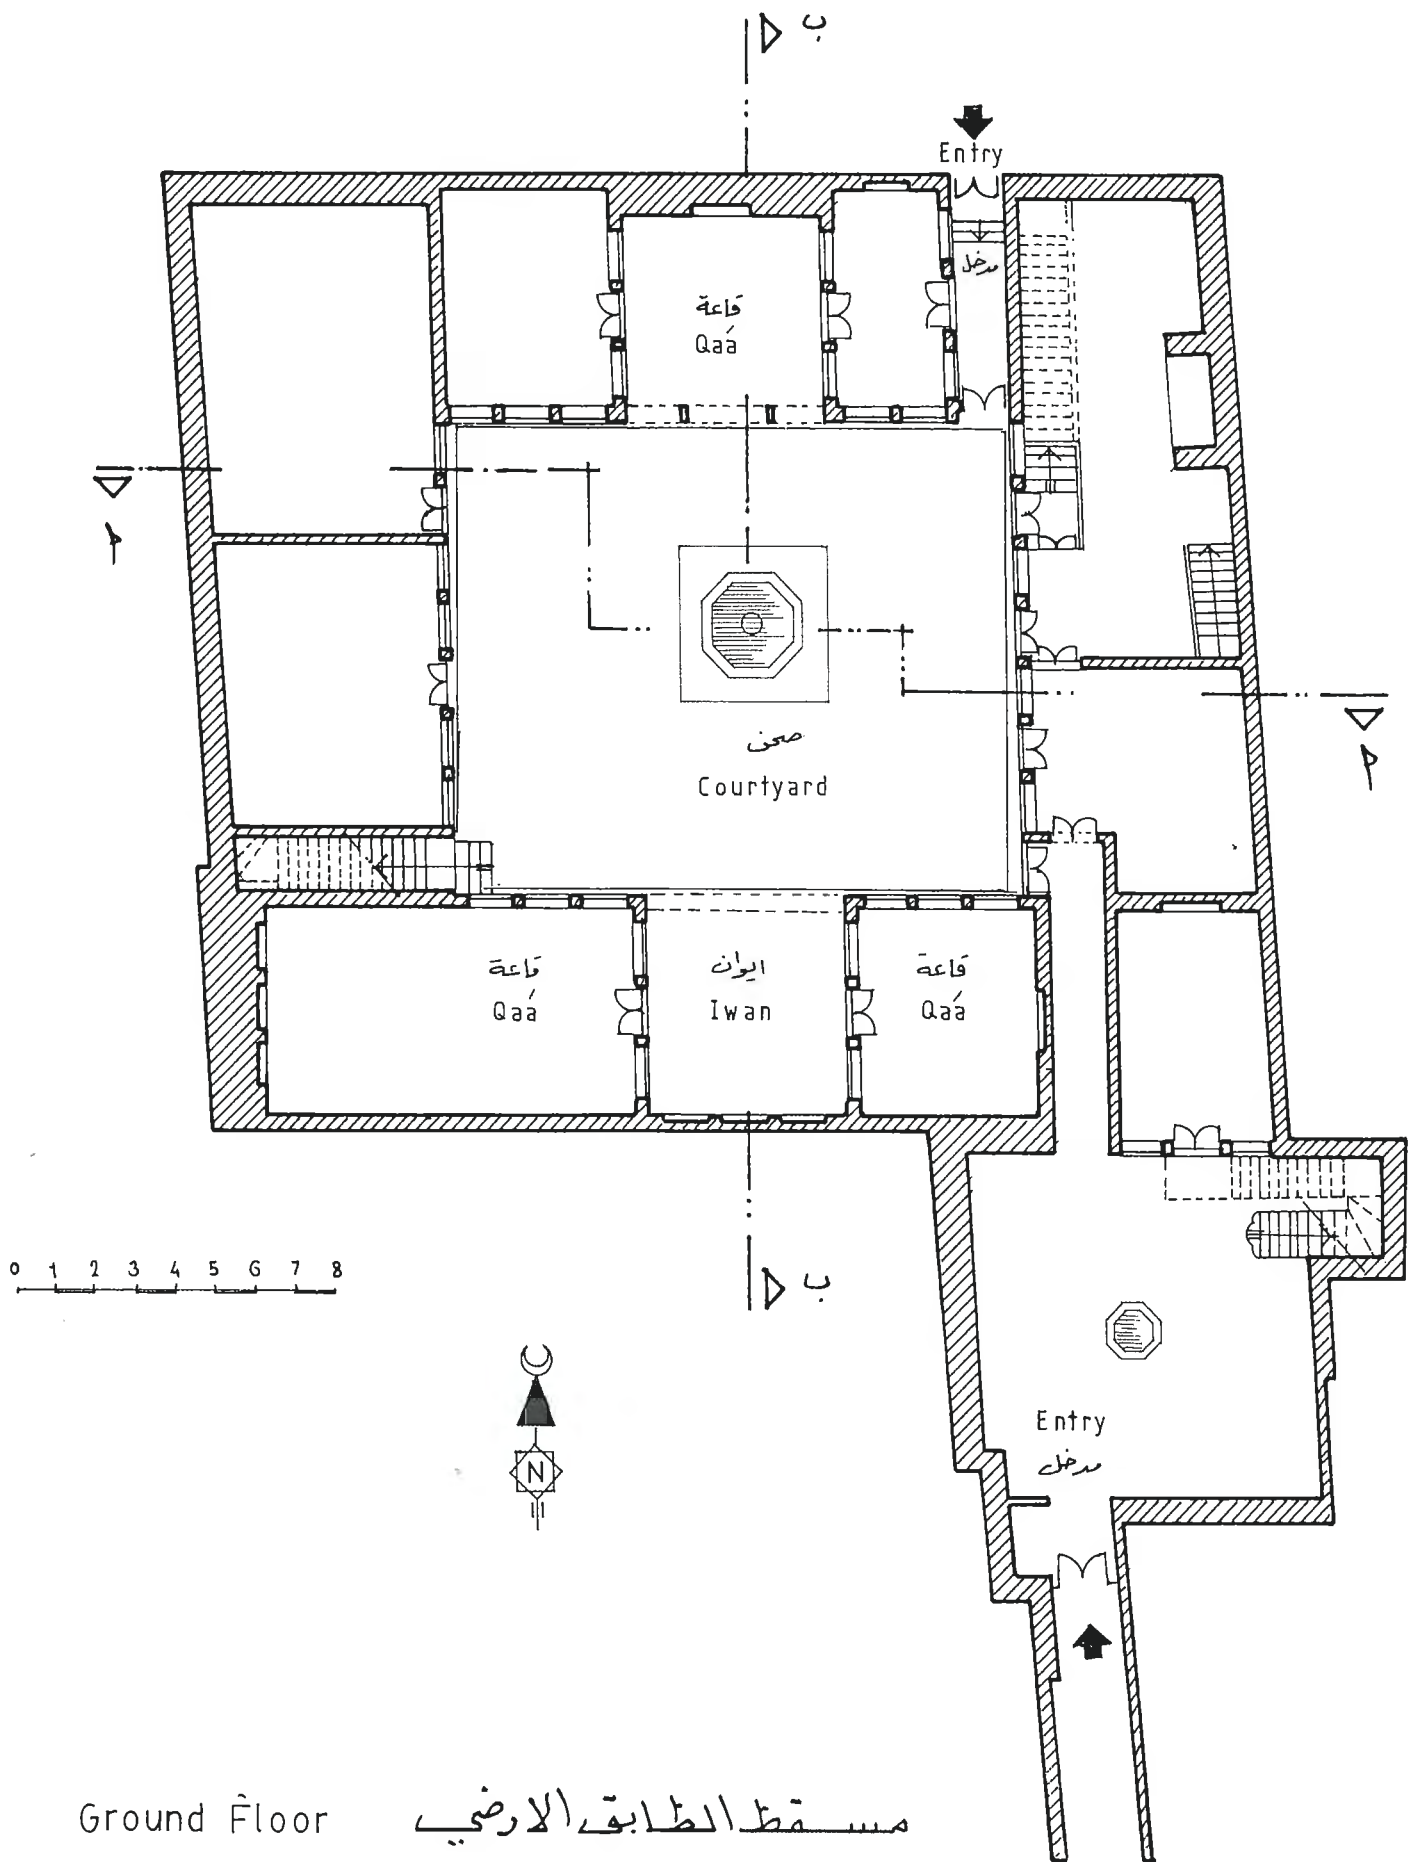 ب
Entry
مدخل
قاعة
Qaá
م
م
صحن
Courtyard
قاعة
Qaá
ايوان
Iwan
قاعة
Qaá
0 1 2 3 4 5 6 7 8
ب
N
Entry
مدخل
Ground Floor مسقط الطابق الارضي